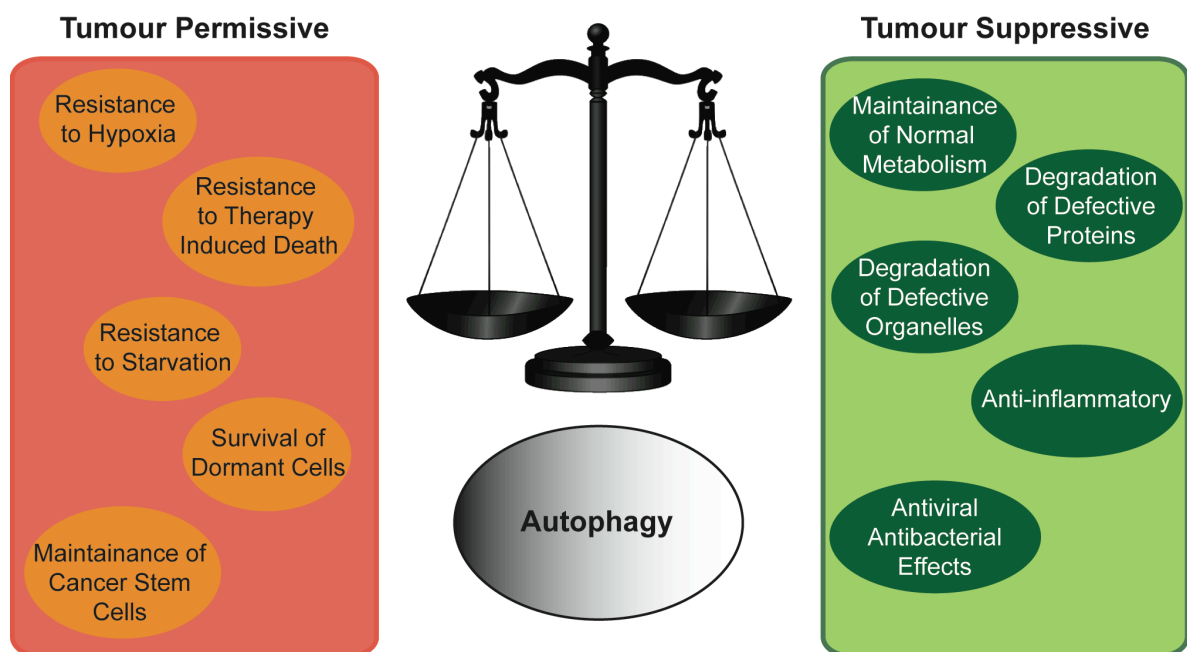 Tumour Permissive
Resistance
to Hypoxia
Resistance
to Therapy
Induced Death
Resistance
to Starvation
Survival of
Dormant Cells
Maintainance of
Cancer Stem
Cells
Autophagy
Tumour Suppressive
Maintainance
of Normal
Metabolism
Degradation
of Defective
Proteins
Degradation
of Defective
Organelles
Anti-inflammatory
Antiviral
Antibacterial
Effects